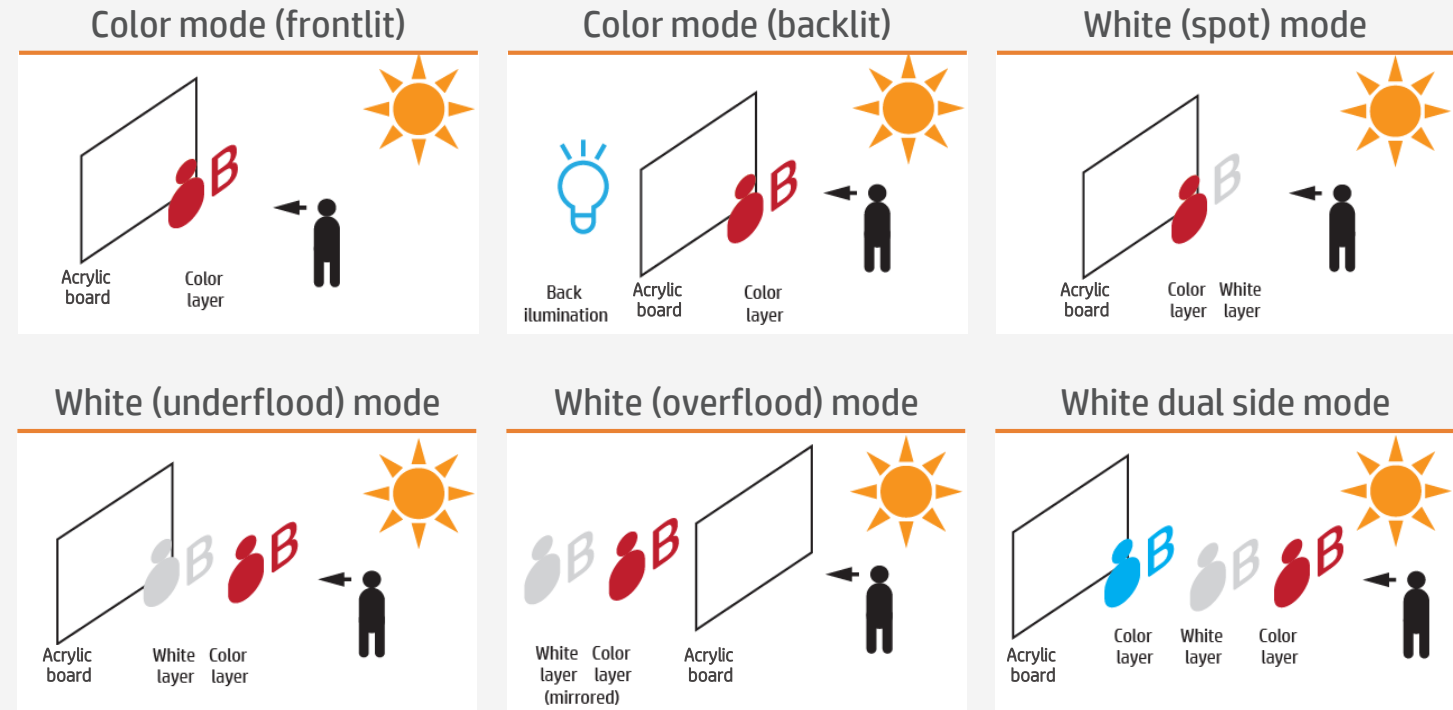 Color mode (frontlit)
Color mode (backlit)
White (spot) mode
B
B
B
Acrylic
board
Color
layer
Back
ilumination
Acrylic
board
Color
layer
Acrylic
board
Color
layer
White
layer
White (underflood) mode
White (overflood) mode
White dual side mode
B
B
B
B
B
B
B
Acrylic
board
White
layer
Color
layer
White
layer
Color
layer
(mirrored)
Acrylic
board
Acrylic
board
Color
layer
White
layer
Color
layer